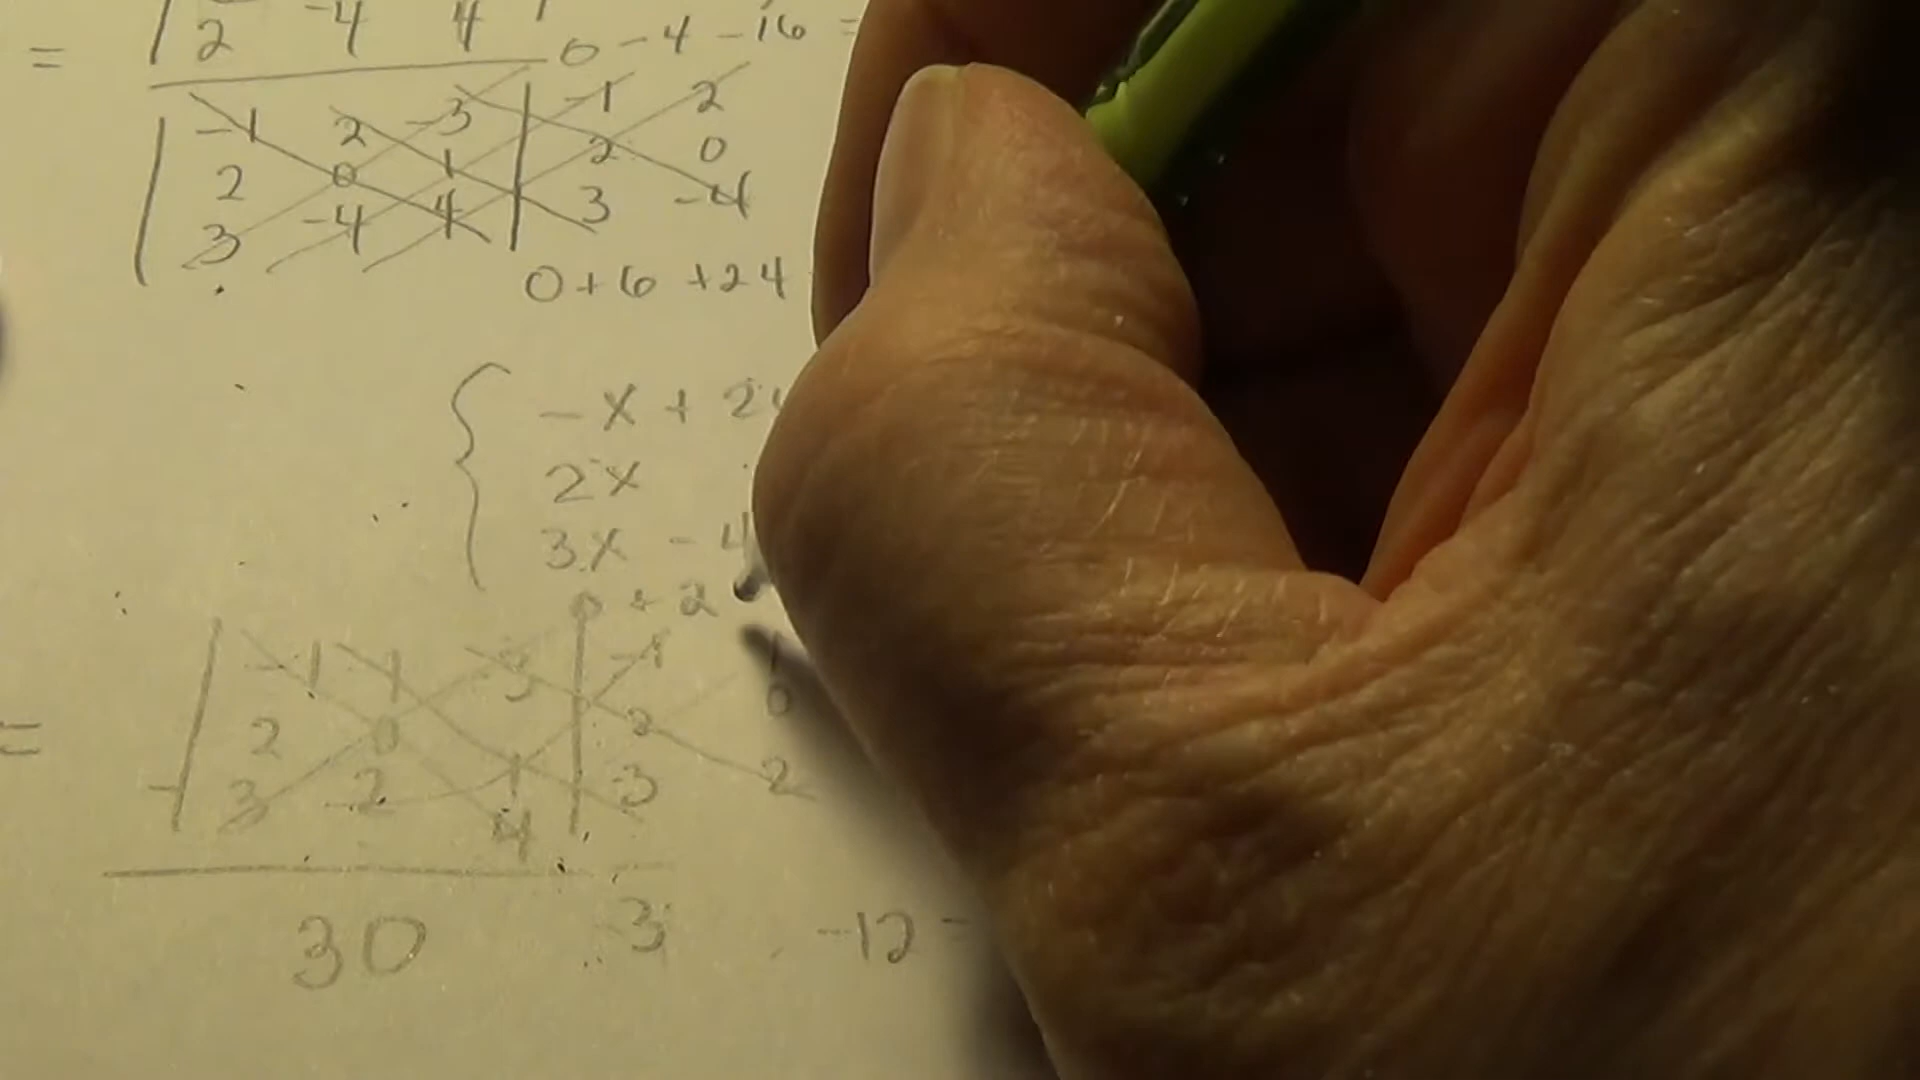 | 2 -4 4 |
= 0 - 4 - 16 =
| -1 2 -3 | -1 2
2 0 1 | 2 0
| 3 -4 4 | 3 -4
0 + 6 + 24
{ -x + 2
2x
3x - 4
0 + 2
| -1 1 -3 | -1 1
= 2 0 1 | 2 0
- | 3 2 4 | 3 2
30 3 -12 =